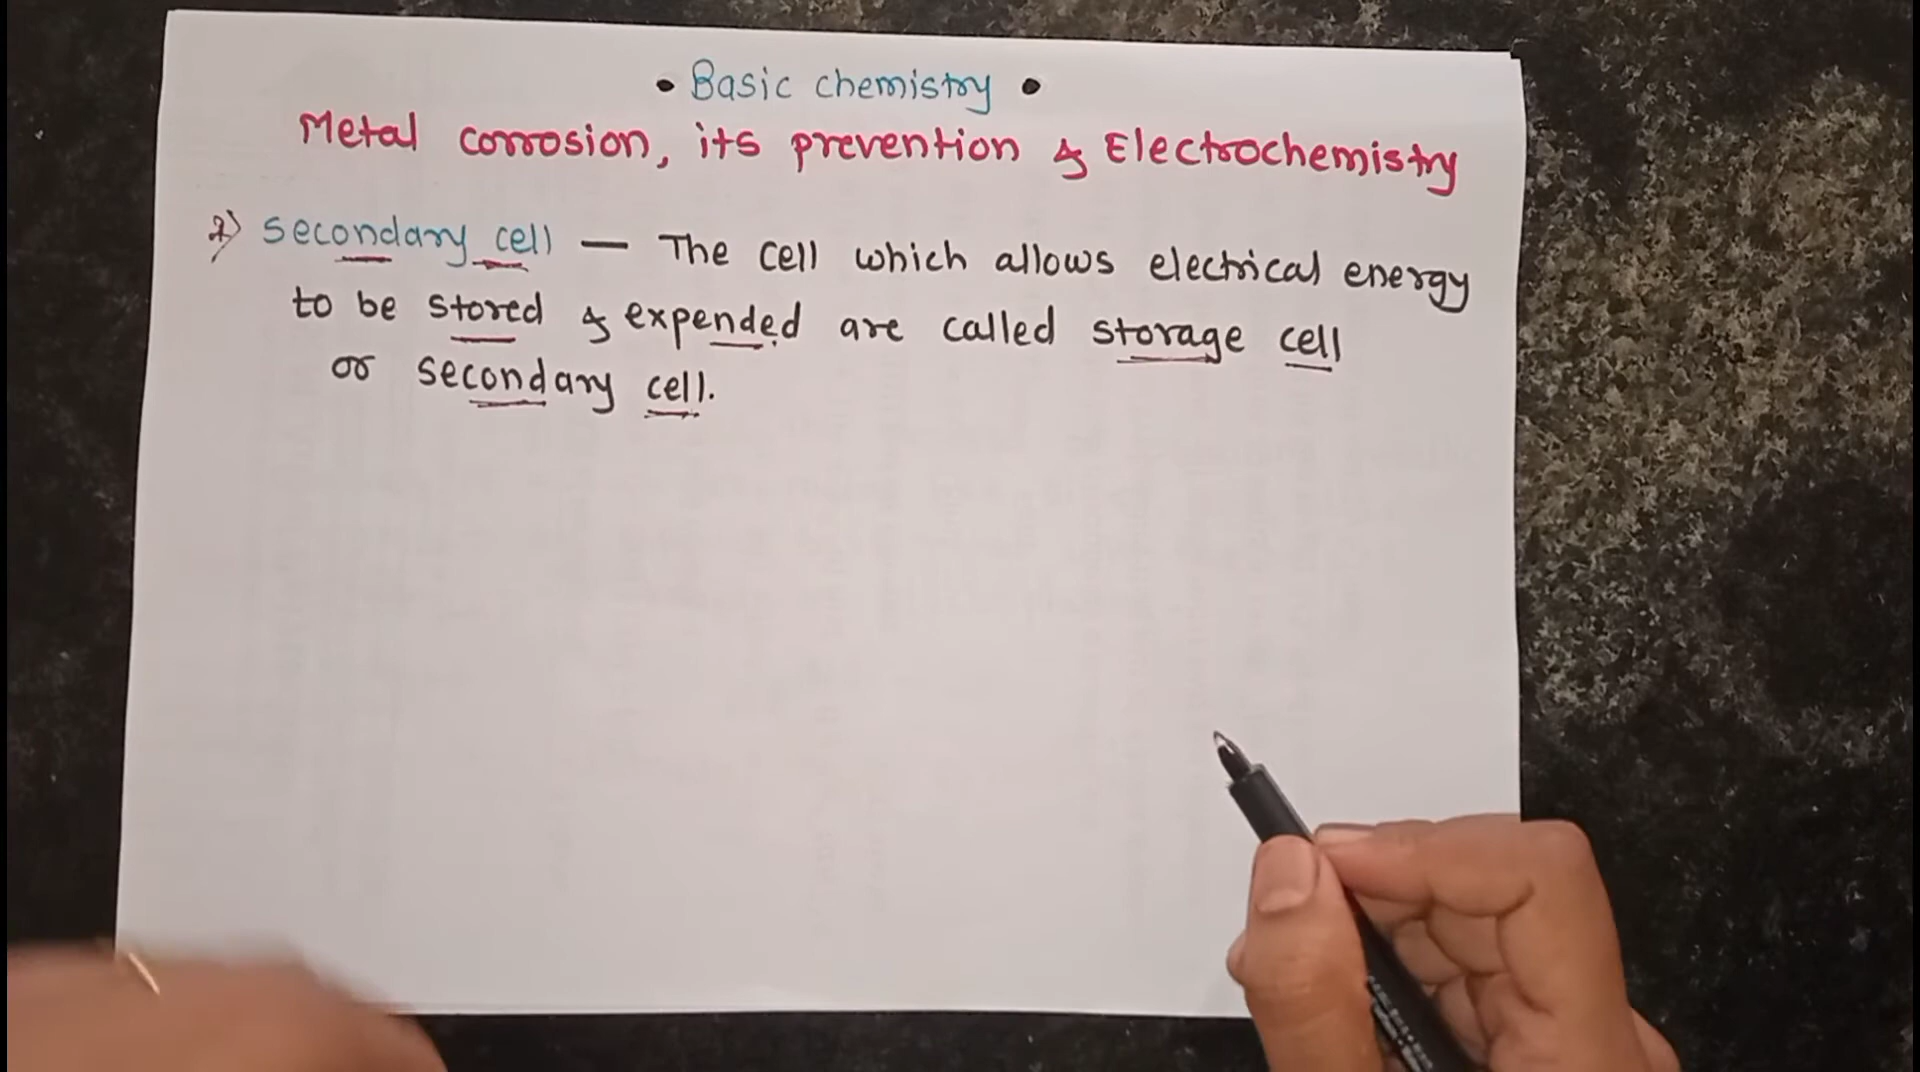 • Basic chemistry •
Metal corrosion, its prevention & Electrochemistry
2) Secondary cell — The cell which allows electrical energy
to be stored & expended are called storage cell
or secondary cell.